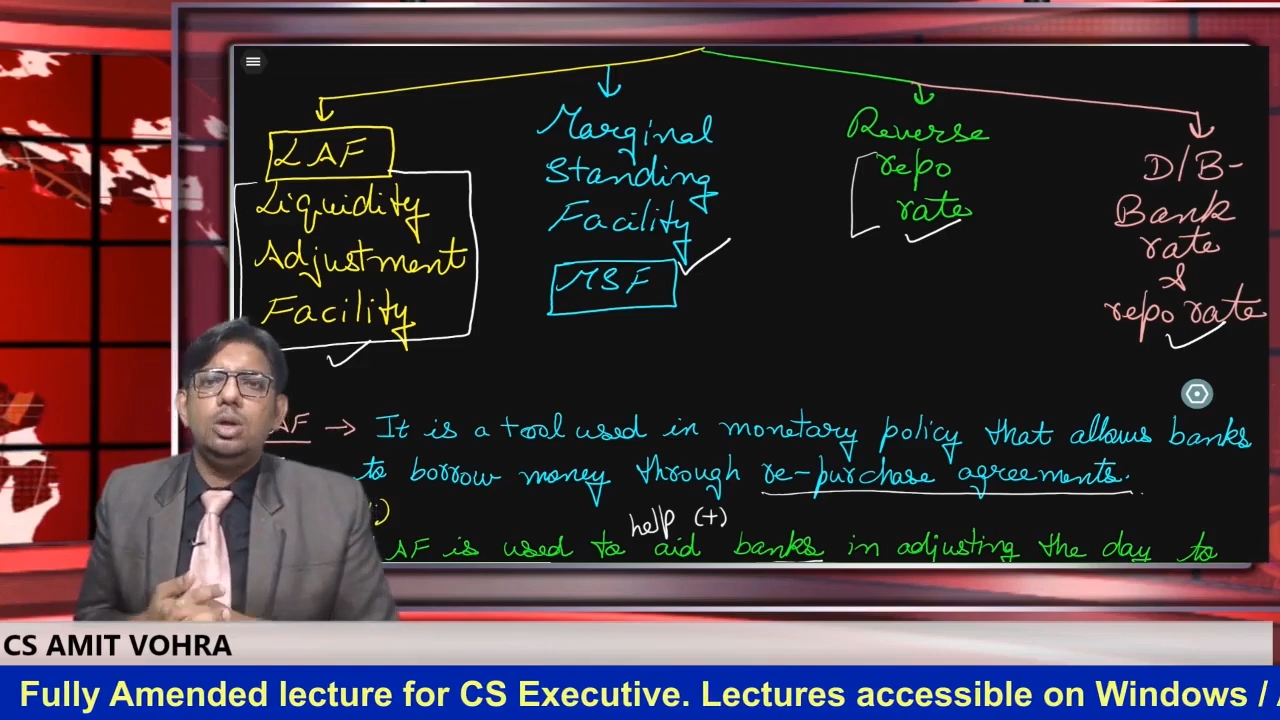 LAF
Liquidity
Adjustment
Facility
Marginal
Standing
Facility
MSF
Reverse
repo
rate
D/B-
Bank
rate
&
repo rate
AF → It is a tool used in monetary policy that allows banks
to borrow money through re-purchase agreements.
help (+)
AF is used to aid banks in adjusting the day to
CS AMIT VOHRA
Fully Amended lecture for CS Executive. Lectures accessible on Windows /